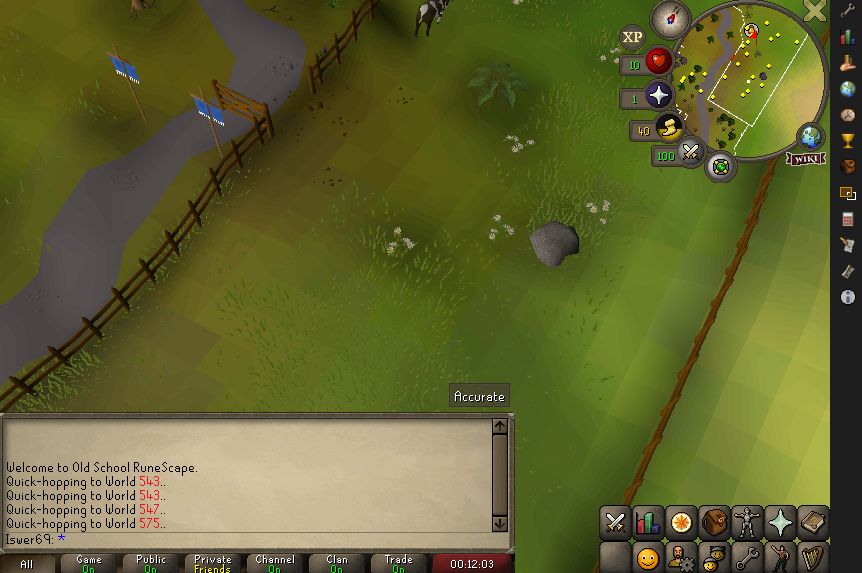 XP
10
1
40
100
WIKI
Accurate
Welcome to Old School RuneScape.
Quick-hopping to World 543..
Quick-hopping to World 543..
Quick-hopping to World 547..
Quick-hopping to World 575..
Iswer69: *
All
Game
On
Public
On
Private
Friends
Channel
On
Clan
On
Trade
On
00:12:03